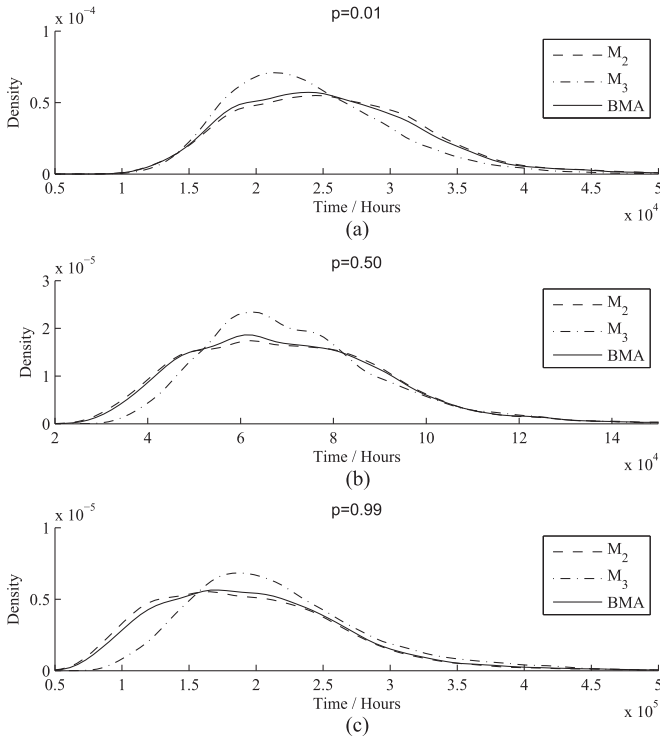 p=0.01
x 10−4
1
0.5
0
Density
M2
M3
BMA
0.5 1 1.5 2 2.5 3 3.5 4 4.5 5
Time / Hours
x 10^4
(a)
p=0.50
x 10−5
3
2
1
0
Density
M2
M3
BMA
2 4 6 8 10 12 14
Time / Hours
x 10^4
(b)
p=0.99
x 10−5
1
0.5
0
Density
M2
M3
BMA
0.5 1 1.5 2 2.5 3 3.5 4 4.5 5
Time / Hours
x 10^5
(c)